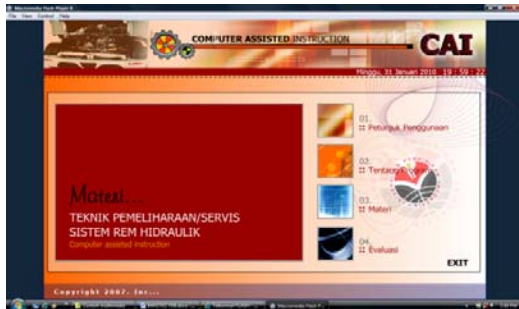 Macromedia Flash Player 8
File View Control Help
COMPUTER ASSISTED INSTRUCTION
CAI
Minggu, 31 Januari 2010 19 : 59 : 22
01.
:: Petunjuk Penggunaan
02.
:: Tentang Program
03.
:: Materi
04.
:: Evaluasi
Materi...
TEKNIK PEMELIHARAAN/SERVIS
SISTEM REM HIDRAULIK
Computer assisted instruction
EXIT
Copyright 2007. Inc...